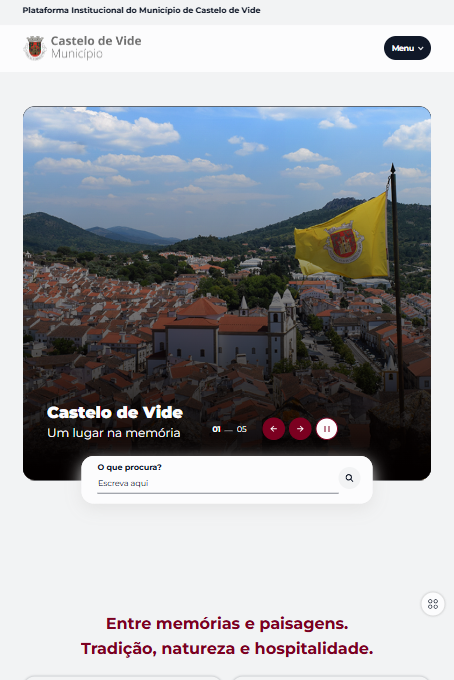 Plataforma Institucional do Município de Castelo de Vide
Castelo de Vide
Município
Menu
Castelo de Vide
Um lugar na memória
01 — 05
O que procura?
Escreva aqui
Entre memórias e paisagens.
Tradição, natureza e hospitalidade.